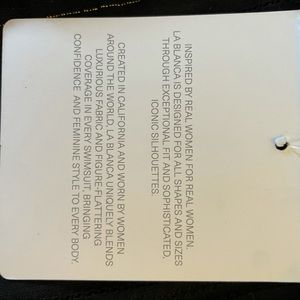 INSPIRED BY REAL WOMEN FOR REAL WOMEN.
LA BLANCA IS DESIGNED FOR ALL SHAPES AND SIZES
THROUGH EXCEPTIONAL FIT AND SOPHISTICATED,
ICONIC SILHOUETTES.
CREATED IN CALIFORNIA AND WORN BY WOMEN
AROUND THE WORLD, LA BLANCA UNIQUELY BLENDS
LUXURIOUS FABRIC AND FIGURE-FLATTERING
COVERAGE IN EVERY SWIMSUIT, BRINGING
CONFIDENCE AND FEMININE STYLE TO EVERY BODY.